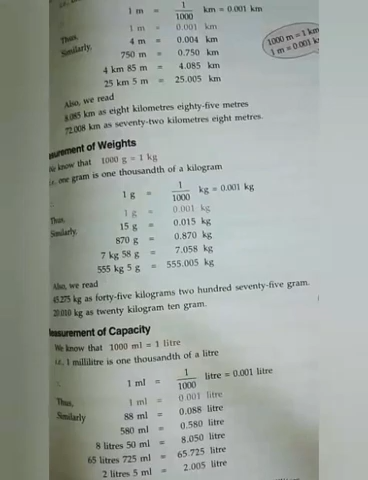 1 m = 1/1000 km = 0.001 km
1 m = 0.001 km
Thus,
Similarly, 4 m = 0.004 km
750 m = 0.750 km
4 km 85 m = 4.085 km
25 km 5 m = 25.005 km
1000 m = 1 km
1 m = 0.001
Also, we read
8.085 km as eight kilometres eighty-five metres
72.008 km as seventy-two kilometres eight metres.
of Weights
We know that 1000 g = 1 kg
i.e. one gram is one thousandth of a kilogram
1 g = 1/1000 kg = 0.001 kg
Thus, 1 g = 0.001 kg
Similarly, 15 g = 0.015 kg
870 g = 0.870 kg
7 kg 58 g = 7.058 kg
555 kg 5 g = 555.005 kg
Also, we read
45.275 kg as forty-five kilograms two hundred seventy-five gram.
20.010 kg as twenty kilogram ten gram.
of Capacity
We know that 1000 ml = 1 litre
i.e. 1 millilitre is one thousandth of a litre
1 ml = 1/1000 litre = 0.001 litre
Thus, 1 ml = 0.001 litre
Similarly 88 ml = 0.088 litre
580 ml = 0.580 litre
8 litres 50 ml = 8.050 litre
65 litres 725 ml = 65.725 litre
2 litres 5 ml = 2.005 litre